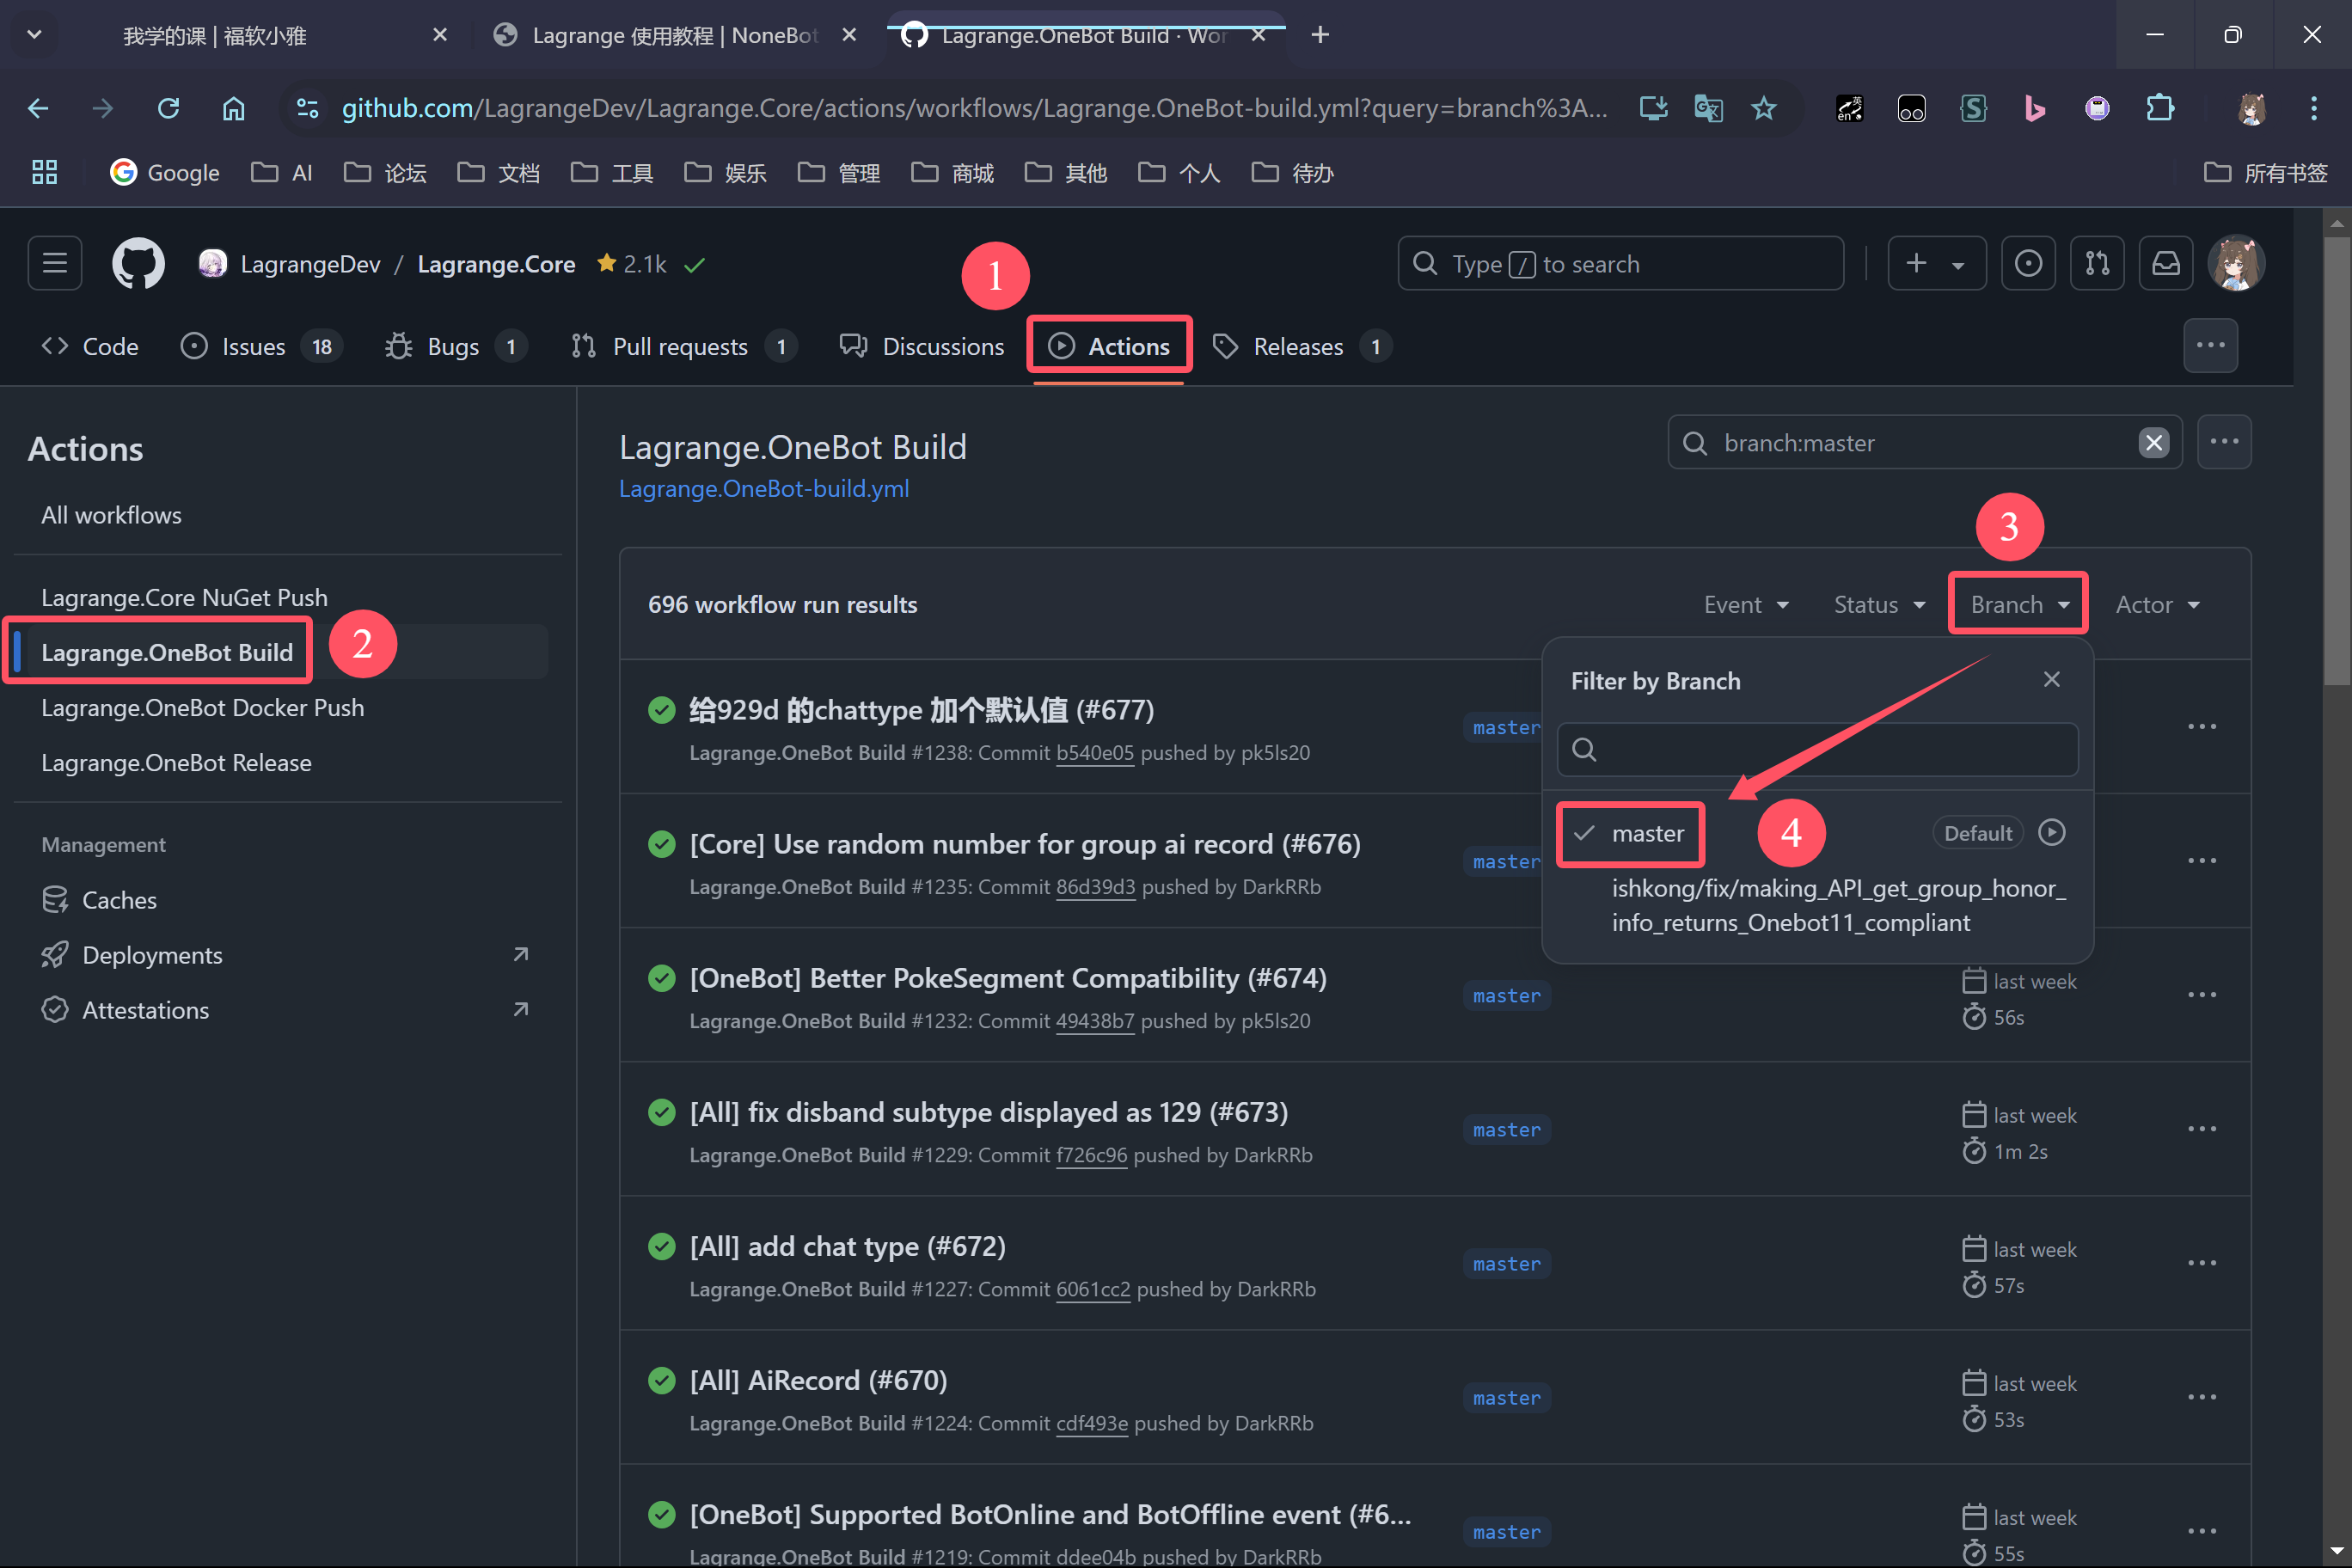 我学的课 | 福软小雅
Lagrange 使用教程 | NoneBot
Lagrange.OneBot Build · Wor
github.com/LagrangeDev/Lagrange.Core/actions/workflows/Lagrange.OneBot-build.yml?query=branch%3A...
Google
AI
论坛
文档
工具
娱乐
管理
商城
其他
个人
待办
所有书签
LagrangeDev / Lagrange.Core 2.1k
1
Type / to search
Code
Issues 18
Bugs 1
Pull requests 1
Discussions
Actions
Releases 1
Actions
All workflows
Lagrange.Core NuGet Push
Lagrange.OneBot Build
2
Lagrange.OneBot Docker Push
Lagrange.OneBot Release
Management
Caches
Deployments
Attestations
Lagrange.OneBot Build
Lagrange.OneBot-build.yml
branch:master
3
696 workflow run results
Event
Status
Branch
Actor
Filter by Branch
master
4
Default
ishkong/fix/making_API_get_group_honor_
info_returns_Onebot11_compliant
给929d 的chattype 加个默认值 (#677)
Lagrange.OneBot Build #1238: Commit b540e05 pushed by pk5ls20
master
[Core] Use random number for group ai record (#676)
Lagrange.OneBot Build #1235: Commit 86d39d3 pushed by DarkRRb
master
[OneBot] Better PokeSegment Compatibility (#674)
Lagrange.OneBot Build #1232: Commit 49438b7 pushed by pk5ls20
master
last week
56s
[All] fix disband subtype displayed as 129 (#673)
Lagrange.OneBot Build #1229: Commit f726c96 pushed by DarkRRb
master
last week
1m 2s
[All] add chat type (#672)
Lagrange.OneBot Build #1227: Commit 6061cc2 pushed by DarkRRb
master
last week
57s
[All] AiRecord (#670)
Lagrange.OneBot Build #1224: Commit cdf493e pushed by DarkRRb
master
last week
53s
[OneBot] Supported BotOnline and BotOffline event (#6...
Lagrange.OneBot Build #1219: Commit ddee04b pushed by DarkRRb
master
last week
55s